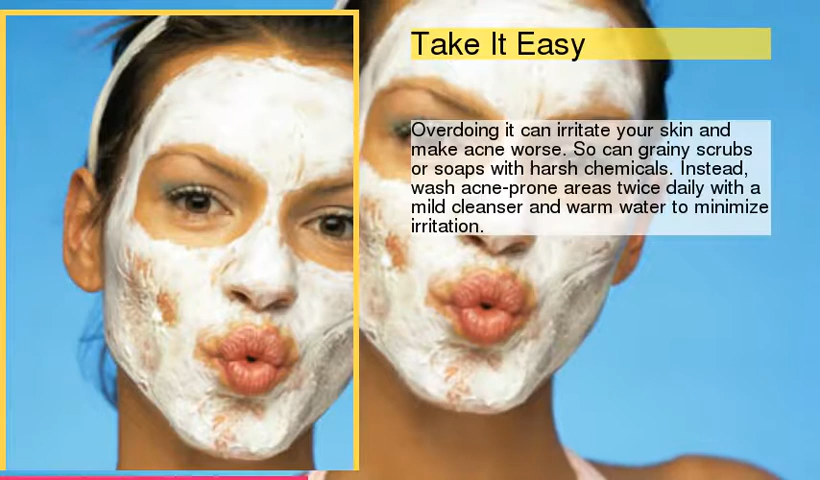 Take It Easy
Overdoing it can irritate your skin and
make acne worse. So can grainy scrubs
or soaps with harsh chemicals. Instead,
wash acne-prone areas twice daily with a
mild cleanser and warm water to minimize
irritation.